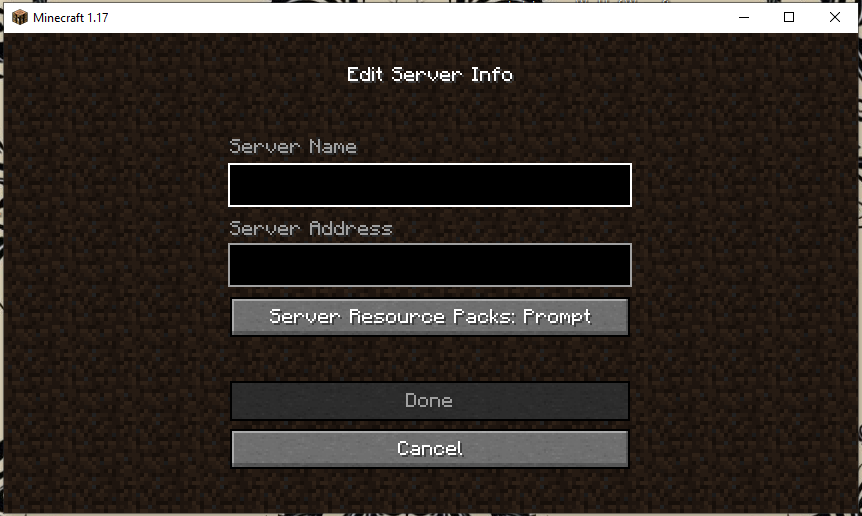 Minecraft 1.17
Edit Server Info
Server Name
Server Address
Server Resource Packs: Prompt
Done
Cancel